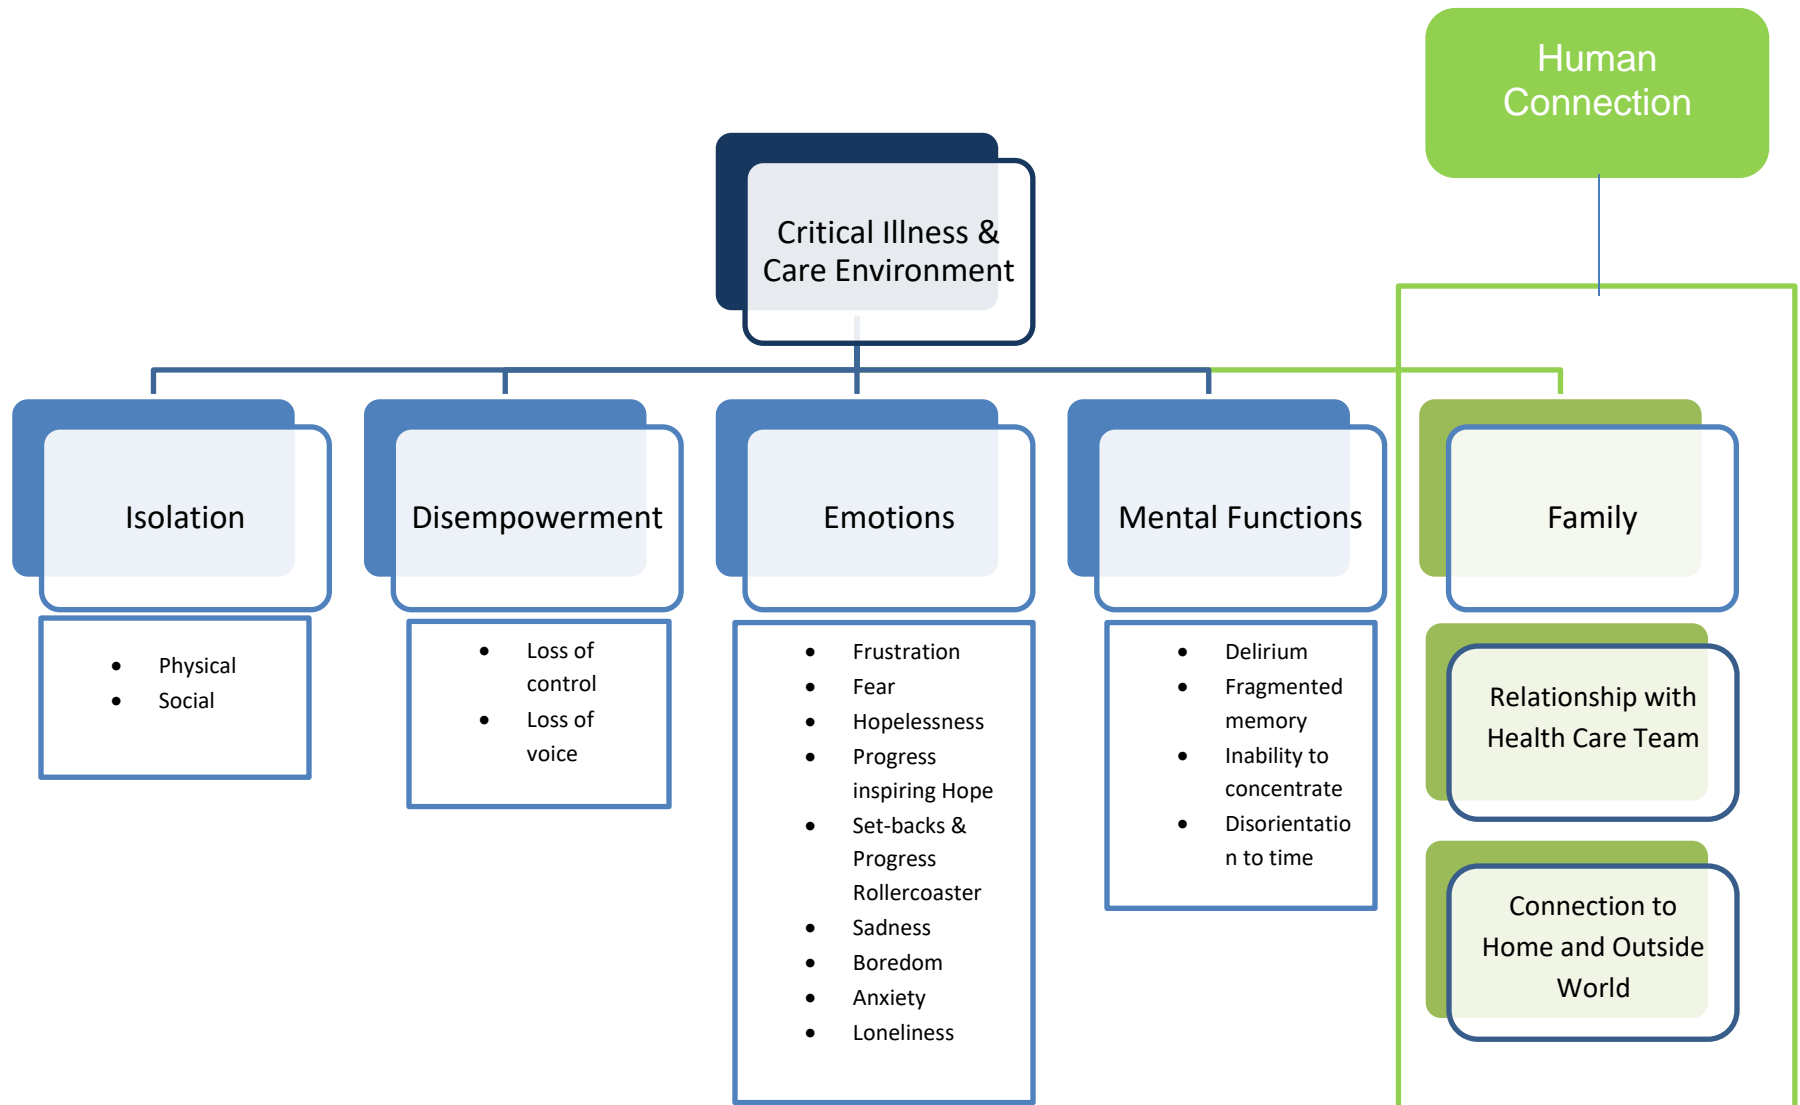 Human
Connection
Critical Illness &
Care Environment
Isolation
Disempowerment
Emotions
Mental Functions
Family
• Physical
• Social
• Loss of
control
• Loss of
voice
• Frustration
• Fear
• Hopelessness
• Progress
inspiring Hope
• Set-backs &
Progress
Rollercoaster
• Sadness
• Boredom
• Anxiety
• Loneliness
• Delirium
• Fragmented
memory
• Inability to
concentrate
• Disorientatio
n to time
Relationship with
Health Care Team
Connection to
Home and Outside
World